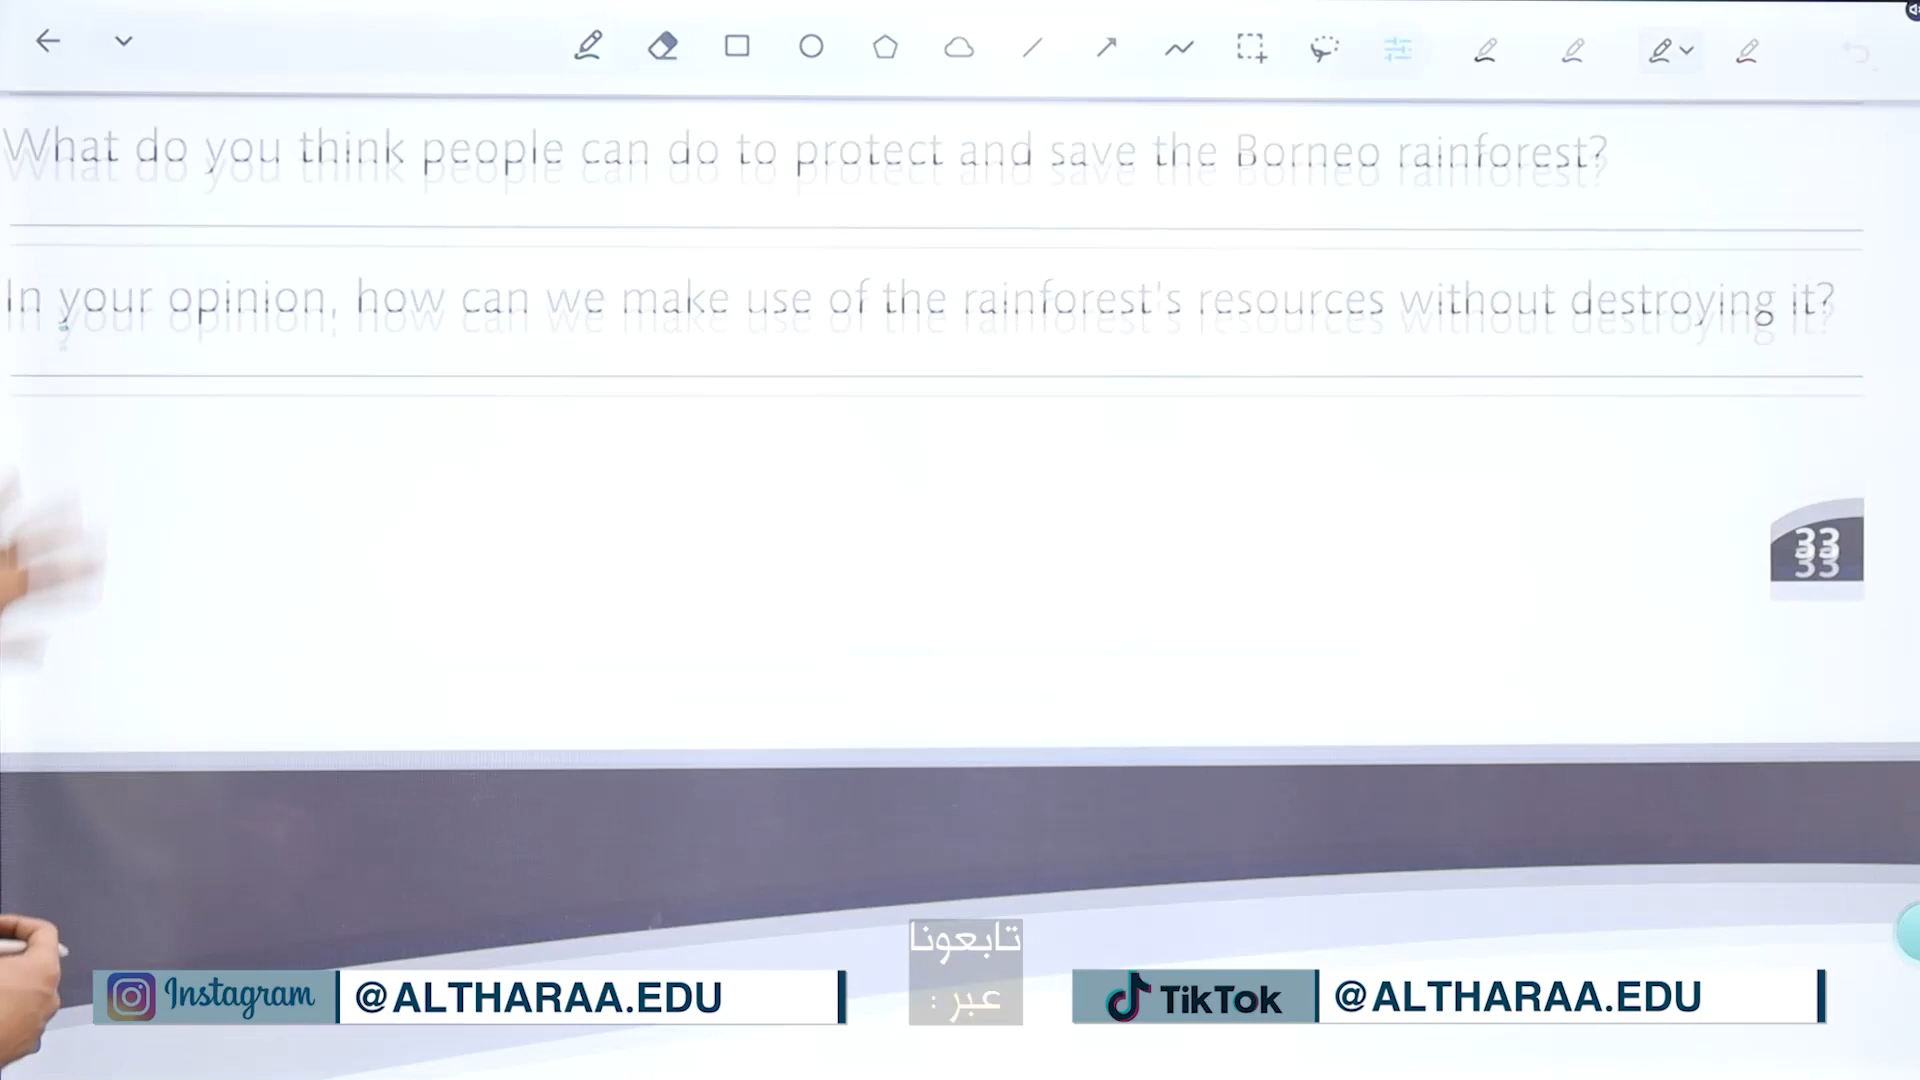 What do you think people can do to protect and save the Borneo rainforest?
In your opinion, how can we make use of the rainforest's resources without destroying it?
33
تابعونا
عبر :
Instagram @ALTHARAA.EDU
TikTok @ALTHARAA.EDU